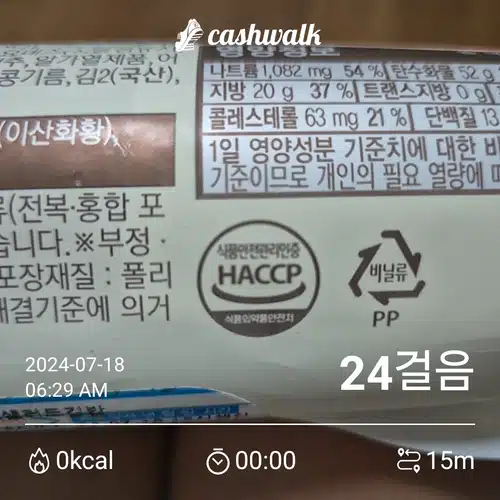 cashwalk
영양정보
추, 알가열제품, 어
콩기름, 김2(국산),
나트륨 1,082 mg 54 % 탄수화물 52 g
지방 20 g 37 % 트랜스지방 0 g
콜레스테롤 63 mg 21 % 단백질 13
(이산화황),
1일 영양성분 기준치에 대한 비
기준이므로 개인의 필요 열량에 따
류(전복·홍합 포
습니다.※부정·
포장재질 : 폴리
해결기준에 의거
식품안전관리인증
HACCP
식품의약품안전처
비닐류
PP
2024-07-18
06:29 AM
24걸음
0kcal
00:00
15m